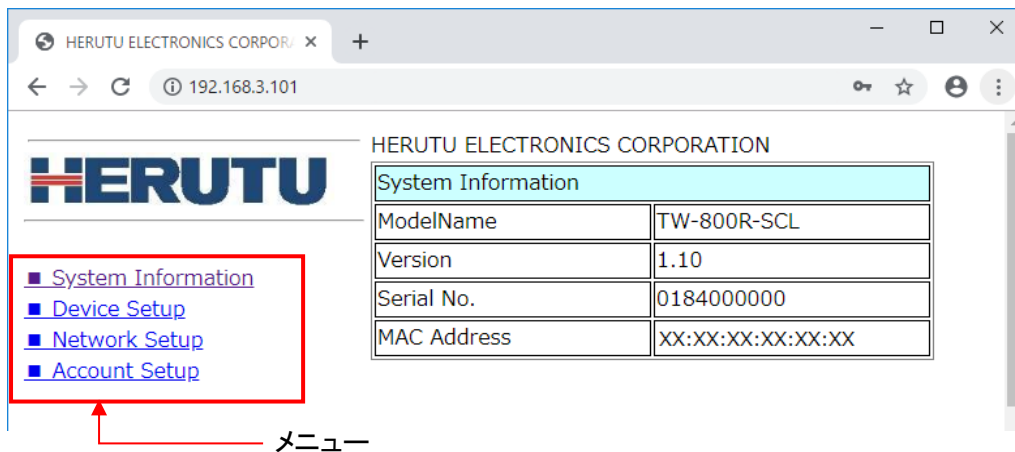 HERUTU ELECTRONICS CORPOR
192.168.3.101
HERUTU
HERUTU ELECTRONICS CORPORATION
System Information
ModelName TW-800R-SCL
Version 1.10
Serial No. 0184000000
MAC Address XX:XX:XX:XX:XX:XX
■ System Information
■ Device Setup
■ Network Setup
■ Account Setup
メニュー